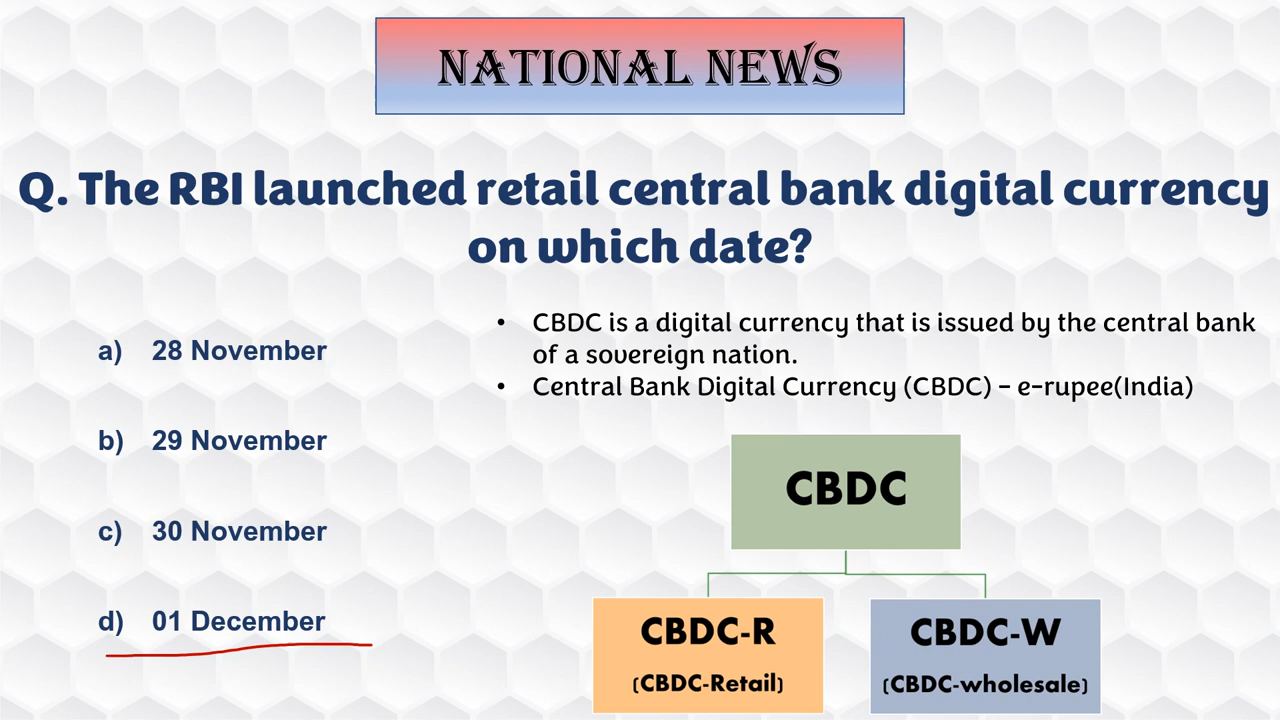 NATIONAL NEWS
Q. The RBI launched retail central bank digital currency
on which date?
a) 28 November
b) 29 November
c) 30 November
d) 01 December
• CBDC is a digital currency that is issued by the central bank
of a sovereign nation.
• Central Bank Digital Currency (CBDC) – e-rupee(India)
CBDC
CBDC-R
(CBDC-Retail)
CBDC-W
(CBDC-wholesale)